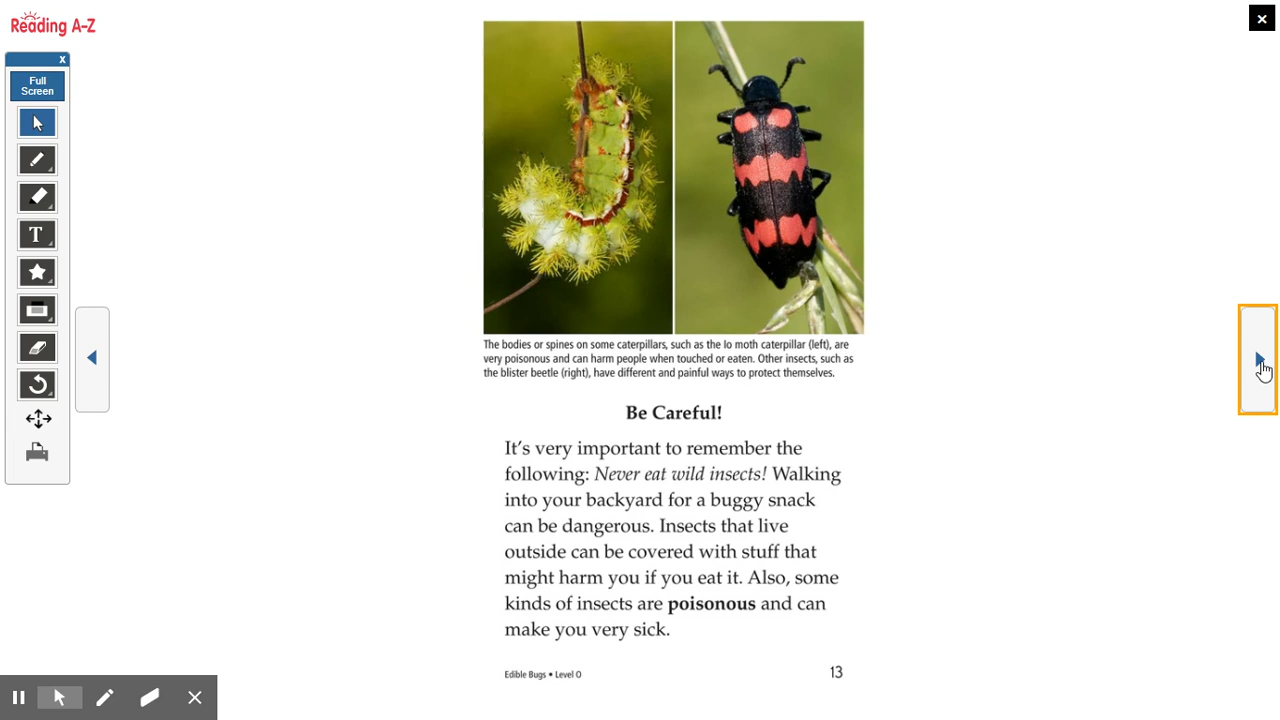 Reading A-Z
x
Full
Screen
T
The bodies or spines on some caterpillars, such as the Io moth caterpillar (left), are
very poisonous and can harm people when touched or eaten. Other insects, such as
the blister beetle (right), have different and painful ways to protect themselves.
Be Careful!
It's very important to remember the
following: Never eat wild insects! Walking
into your backyard for a buggy snack
can be dangerous. Insects that live
outside can be covered with stuff that
might harm you if you eat it. Also, some
kinds of insects are poisonous and can
make you very sick.
Edible Bugs • Level O
13